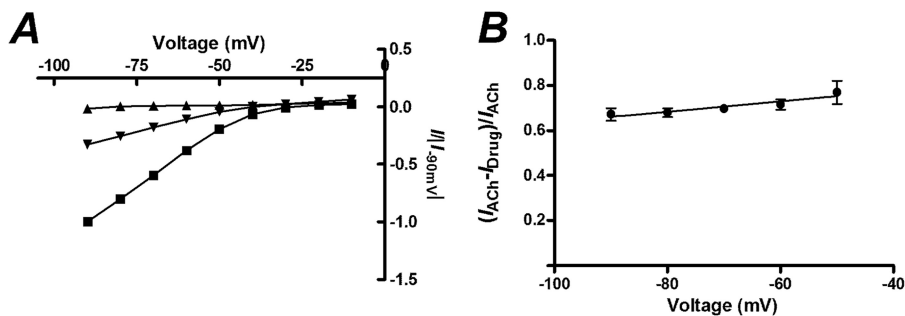 A
Voltage (mV)
-100 -75 -50 -25 0
0.5
0.0
-0.5
-1.0
-1.5
I/|I-90mV|
B
1.0
0.8
0.6
0.4
0.2
(IACh-IDrug)/IACh
-100 -80 -60 -40
Voltage (mV)